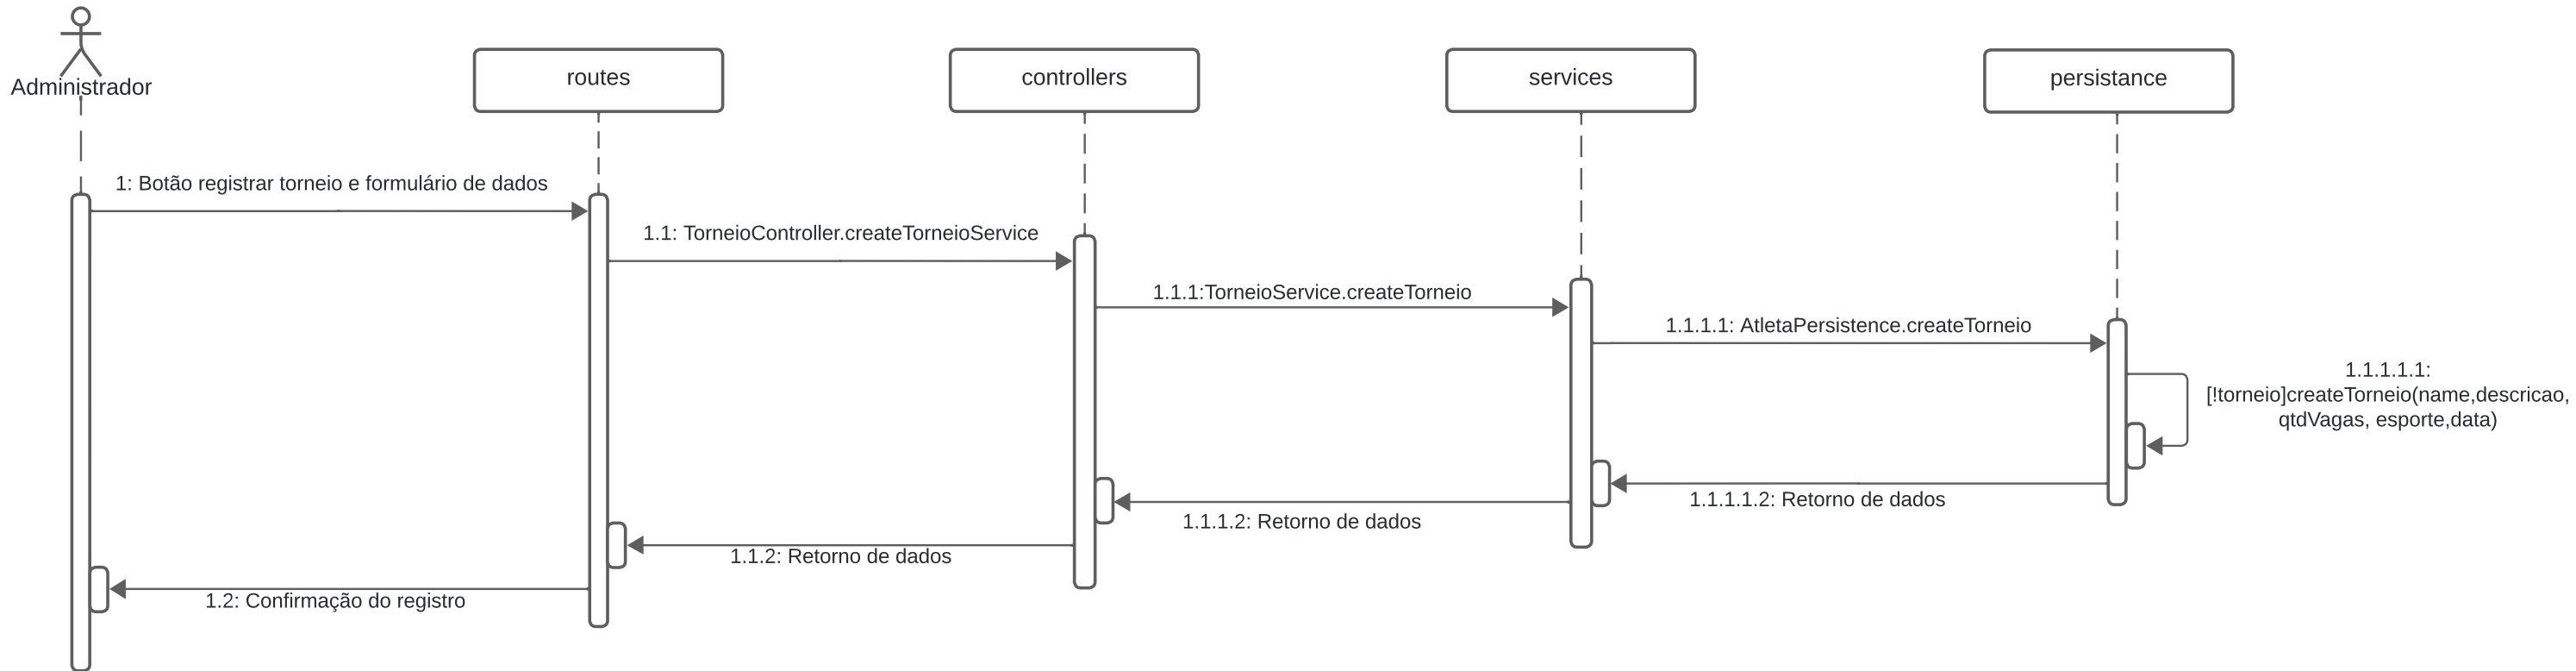 Administrador
routes
controllers
services
persistance
1: Botão registrar torneio e formulário de dados
1.1: TorneioController.createTorneioService
1.1.1:TorneioService.createTorneio
1.1.1.1: AtletaPersistence.createTorneio
1.1.1.1.1:
[!torneio]createTorneio(name,descricao,
qtdVagas, esporte,data)
1.1.1.1.2: Retorno de dados
1.1.1.2: Retorno de dados
1.1.2: Retorno de dados
1.2: Confirmação do registro